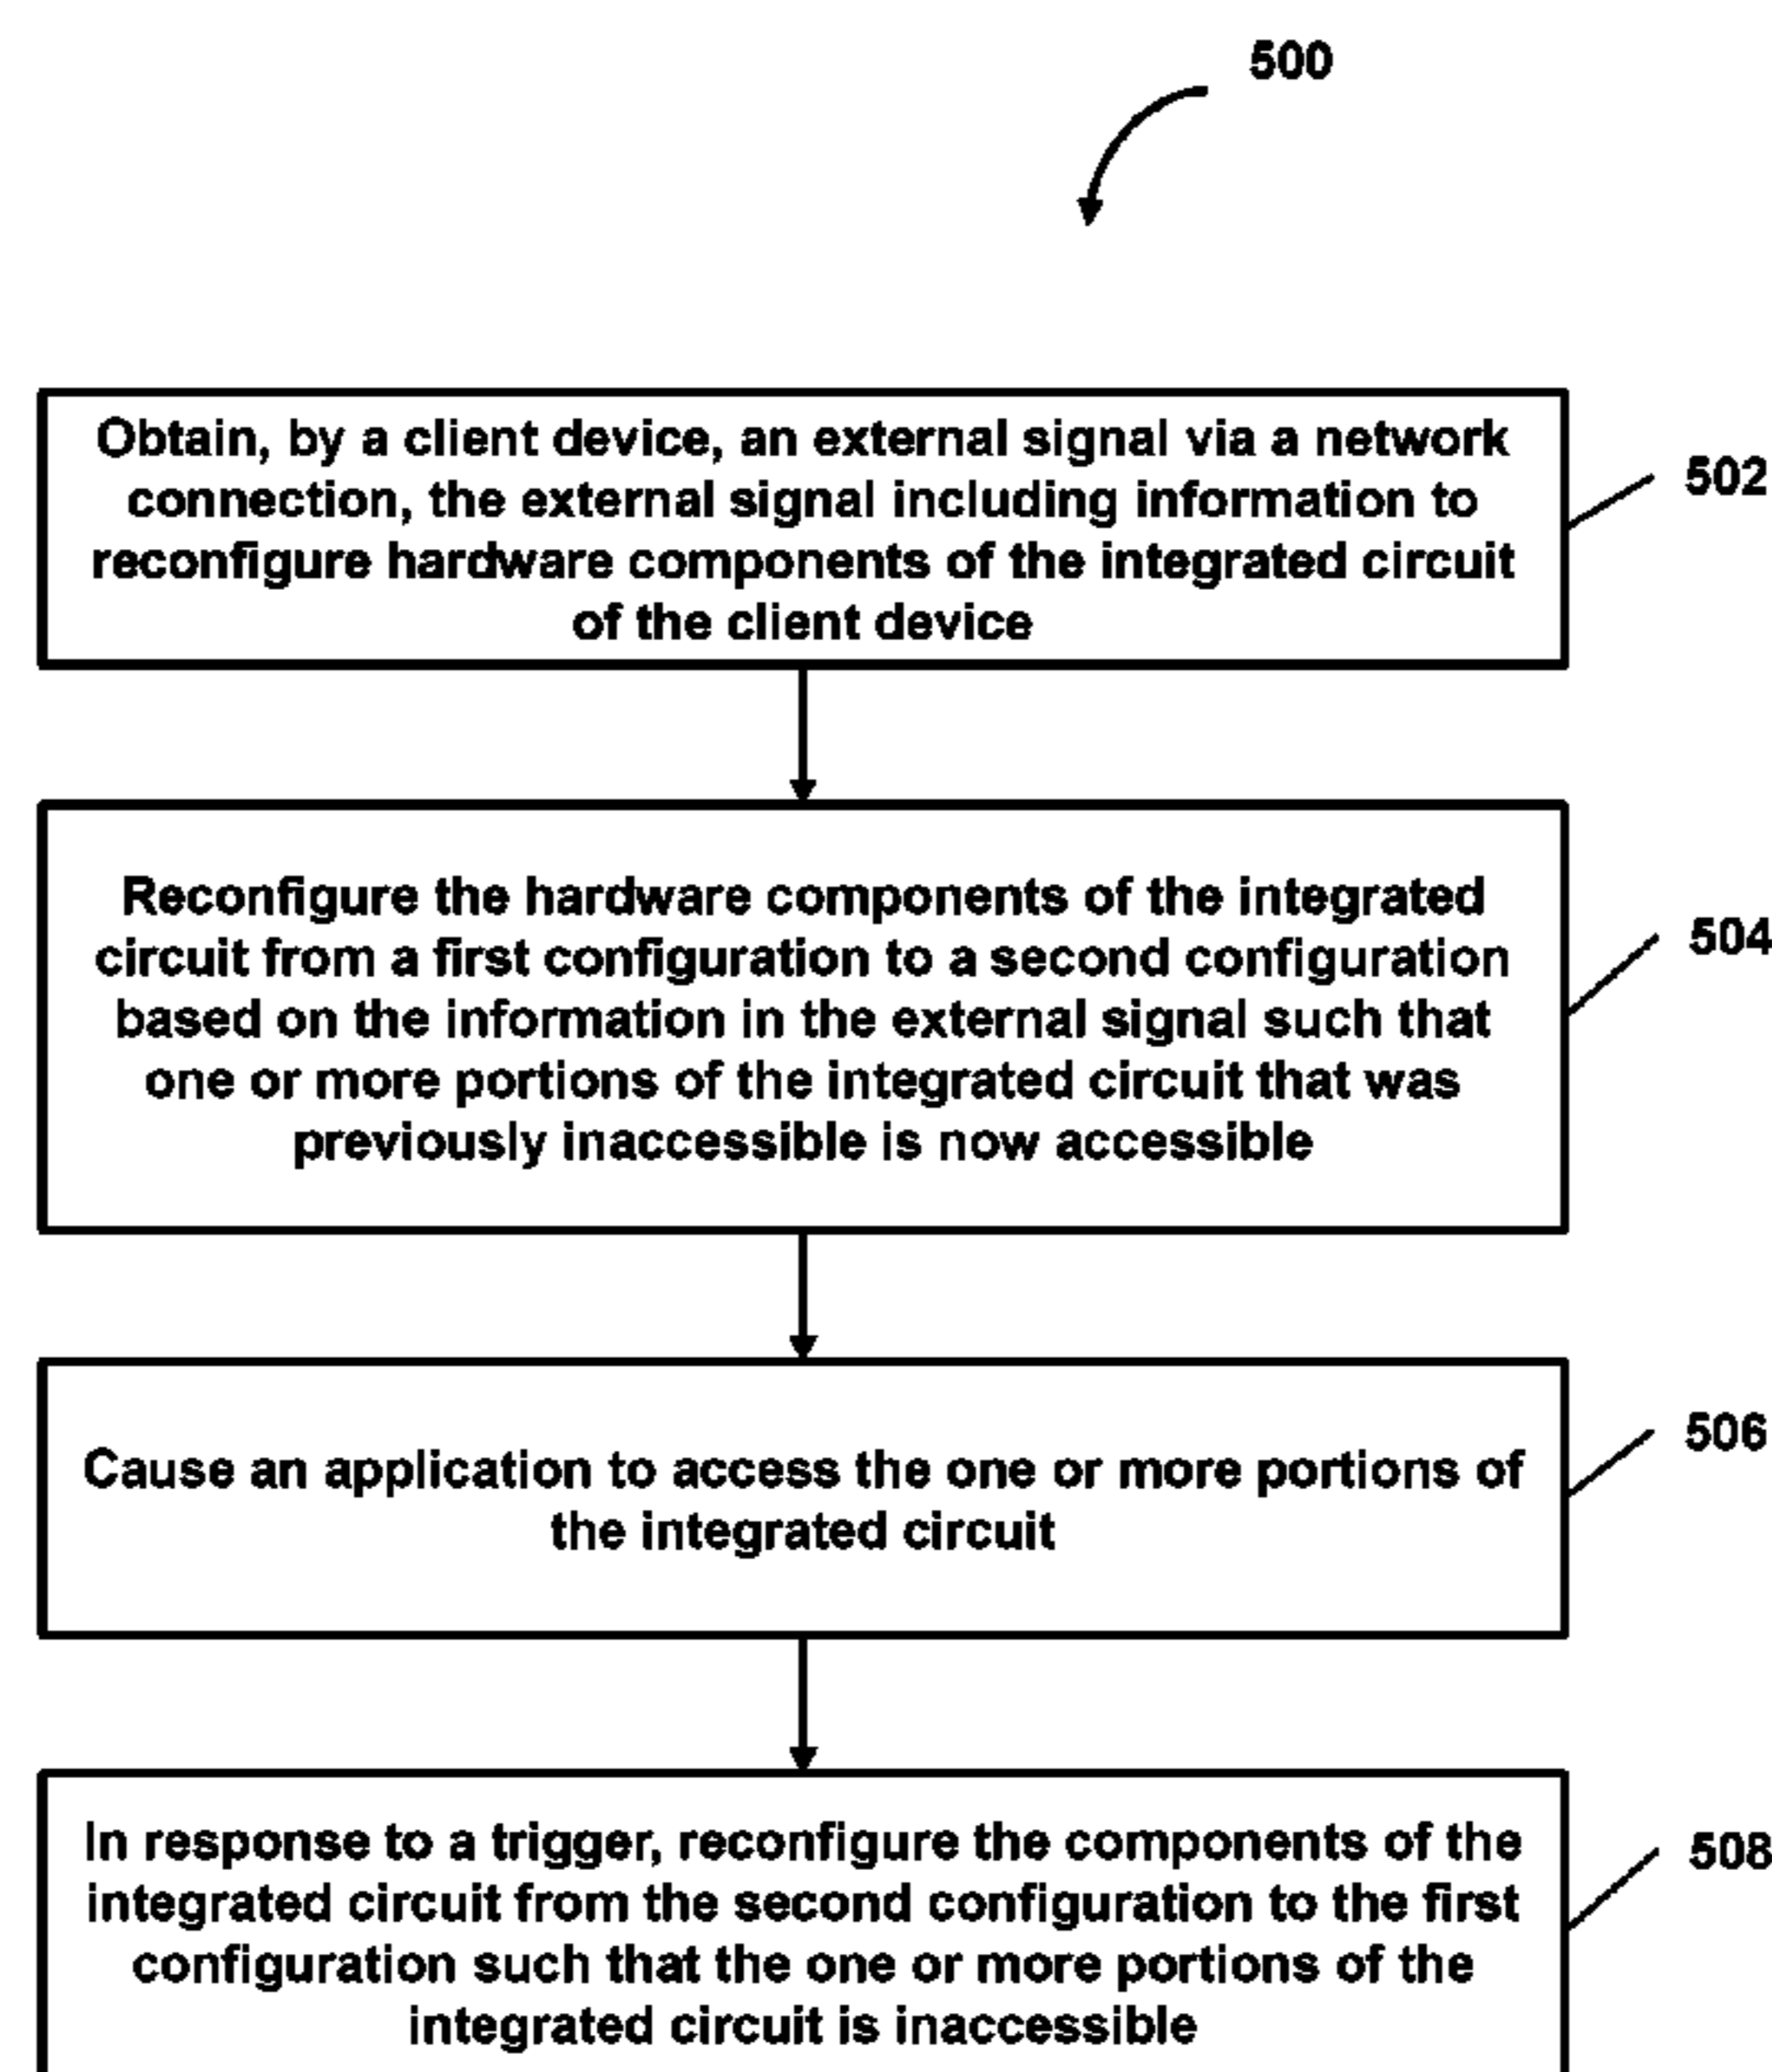 500
Obtain, by a client device, an external signal via a network
connection, the external signal including information to
reconfigure hardware components of the integrated circuit
of the client device
502
Reconfigure the hardware components of the integrated
circuit from a first configuration to a second configuration
based on the information in the external signal such that
one or more portions of the integrated circuit that was
previously inaccessible is now accessible
504
Cause an application to access the one or more portions of
the integrated circuit
506
In response to a trigger, reconfigure the components of the
integrated circuit from the second configuration to the first
configuration such that the one or more portions of the
integrated circuit is inaccessible
508